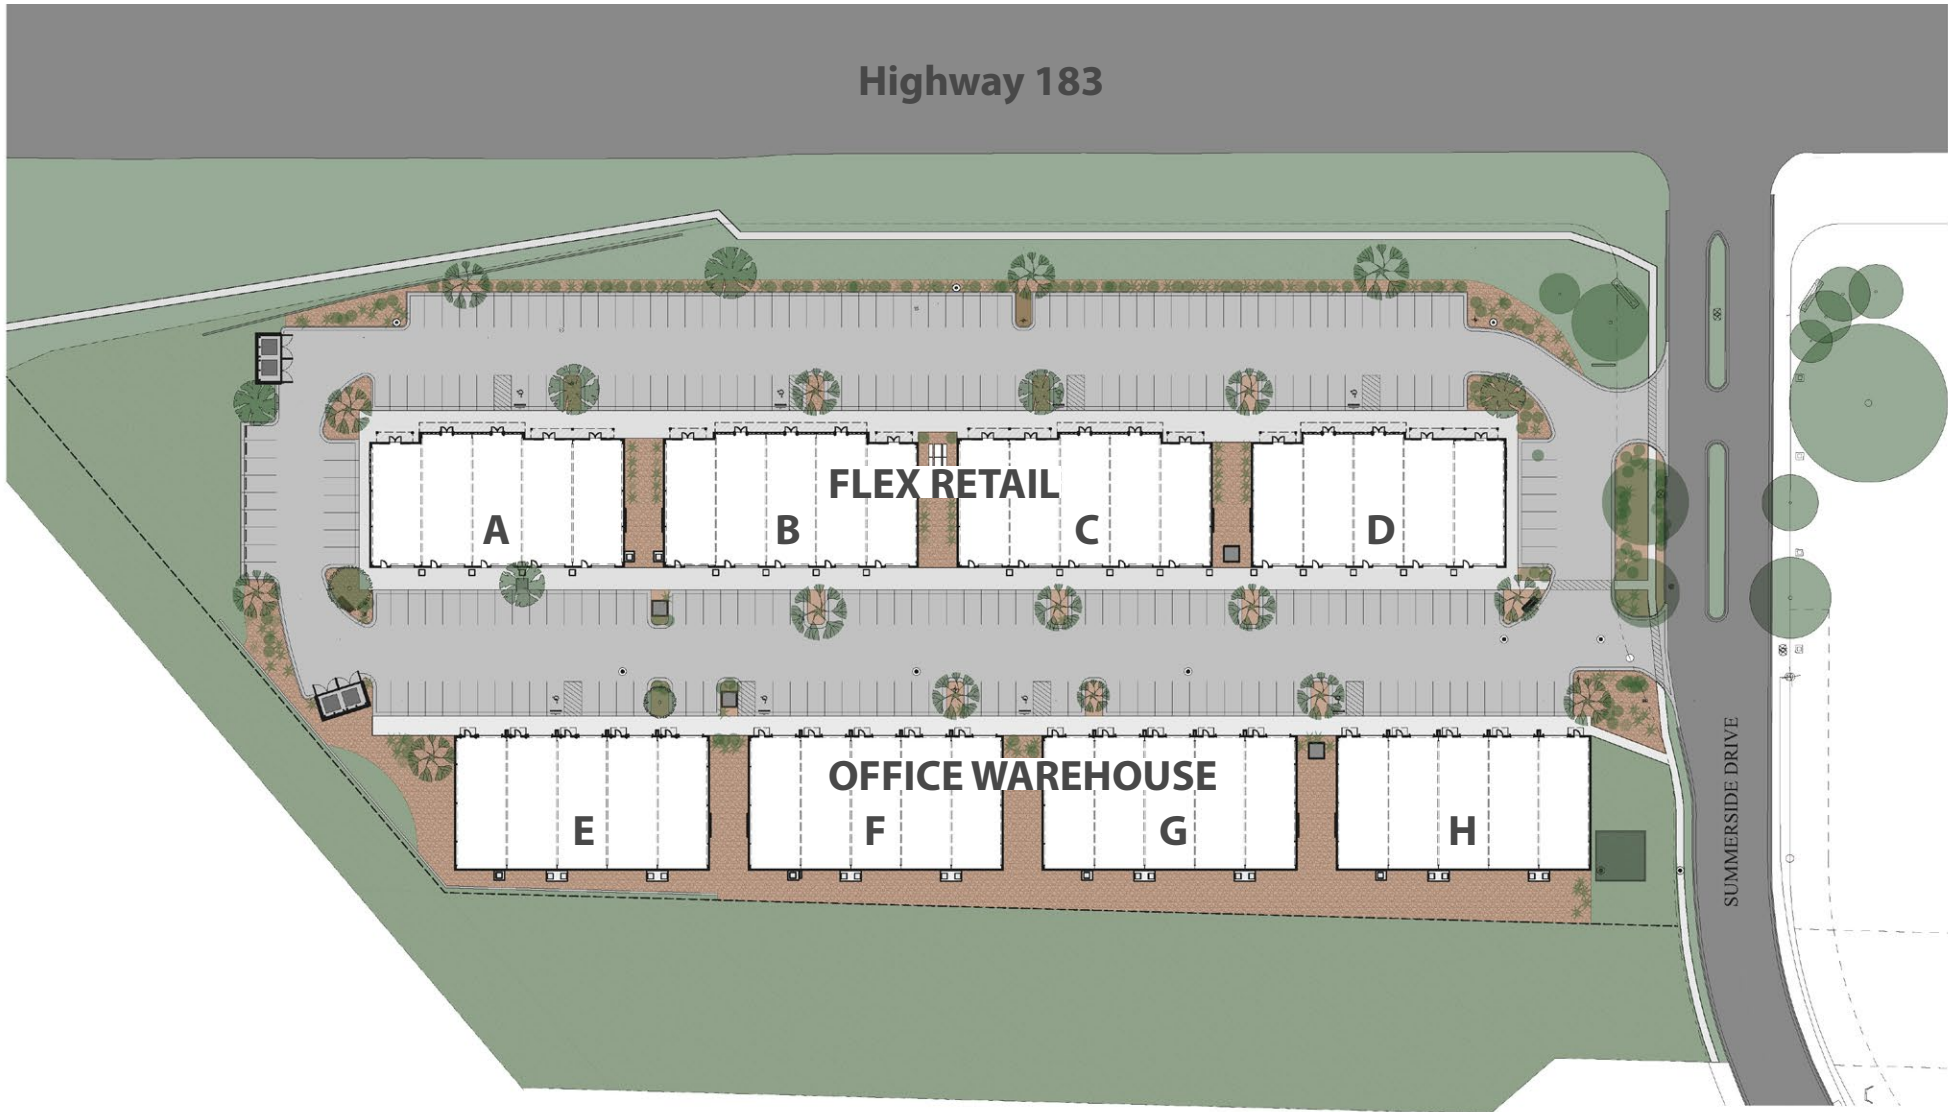 Highway 183
FLEX RETAIL
A
B
C
D
OFFICE WAREHOUSE
E
F
G
H
SUMMERSIDE DRIVE